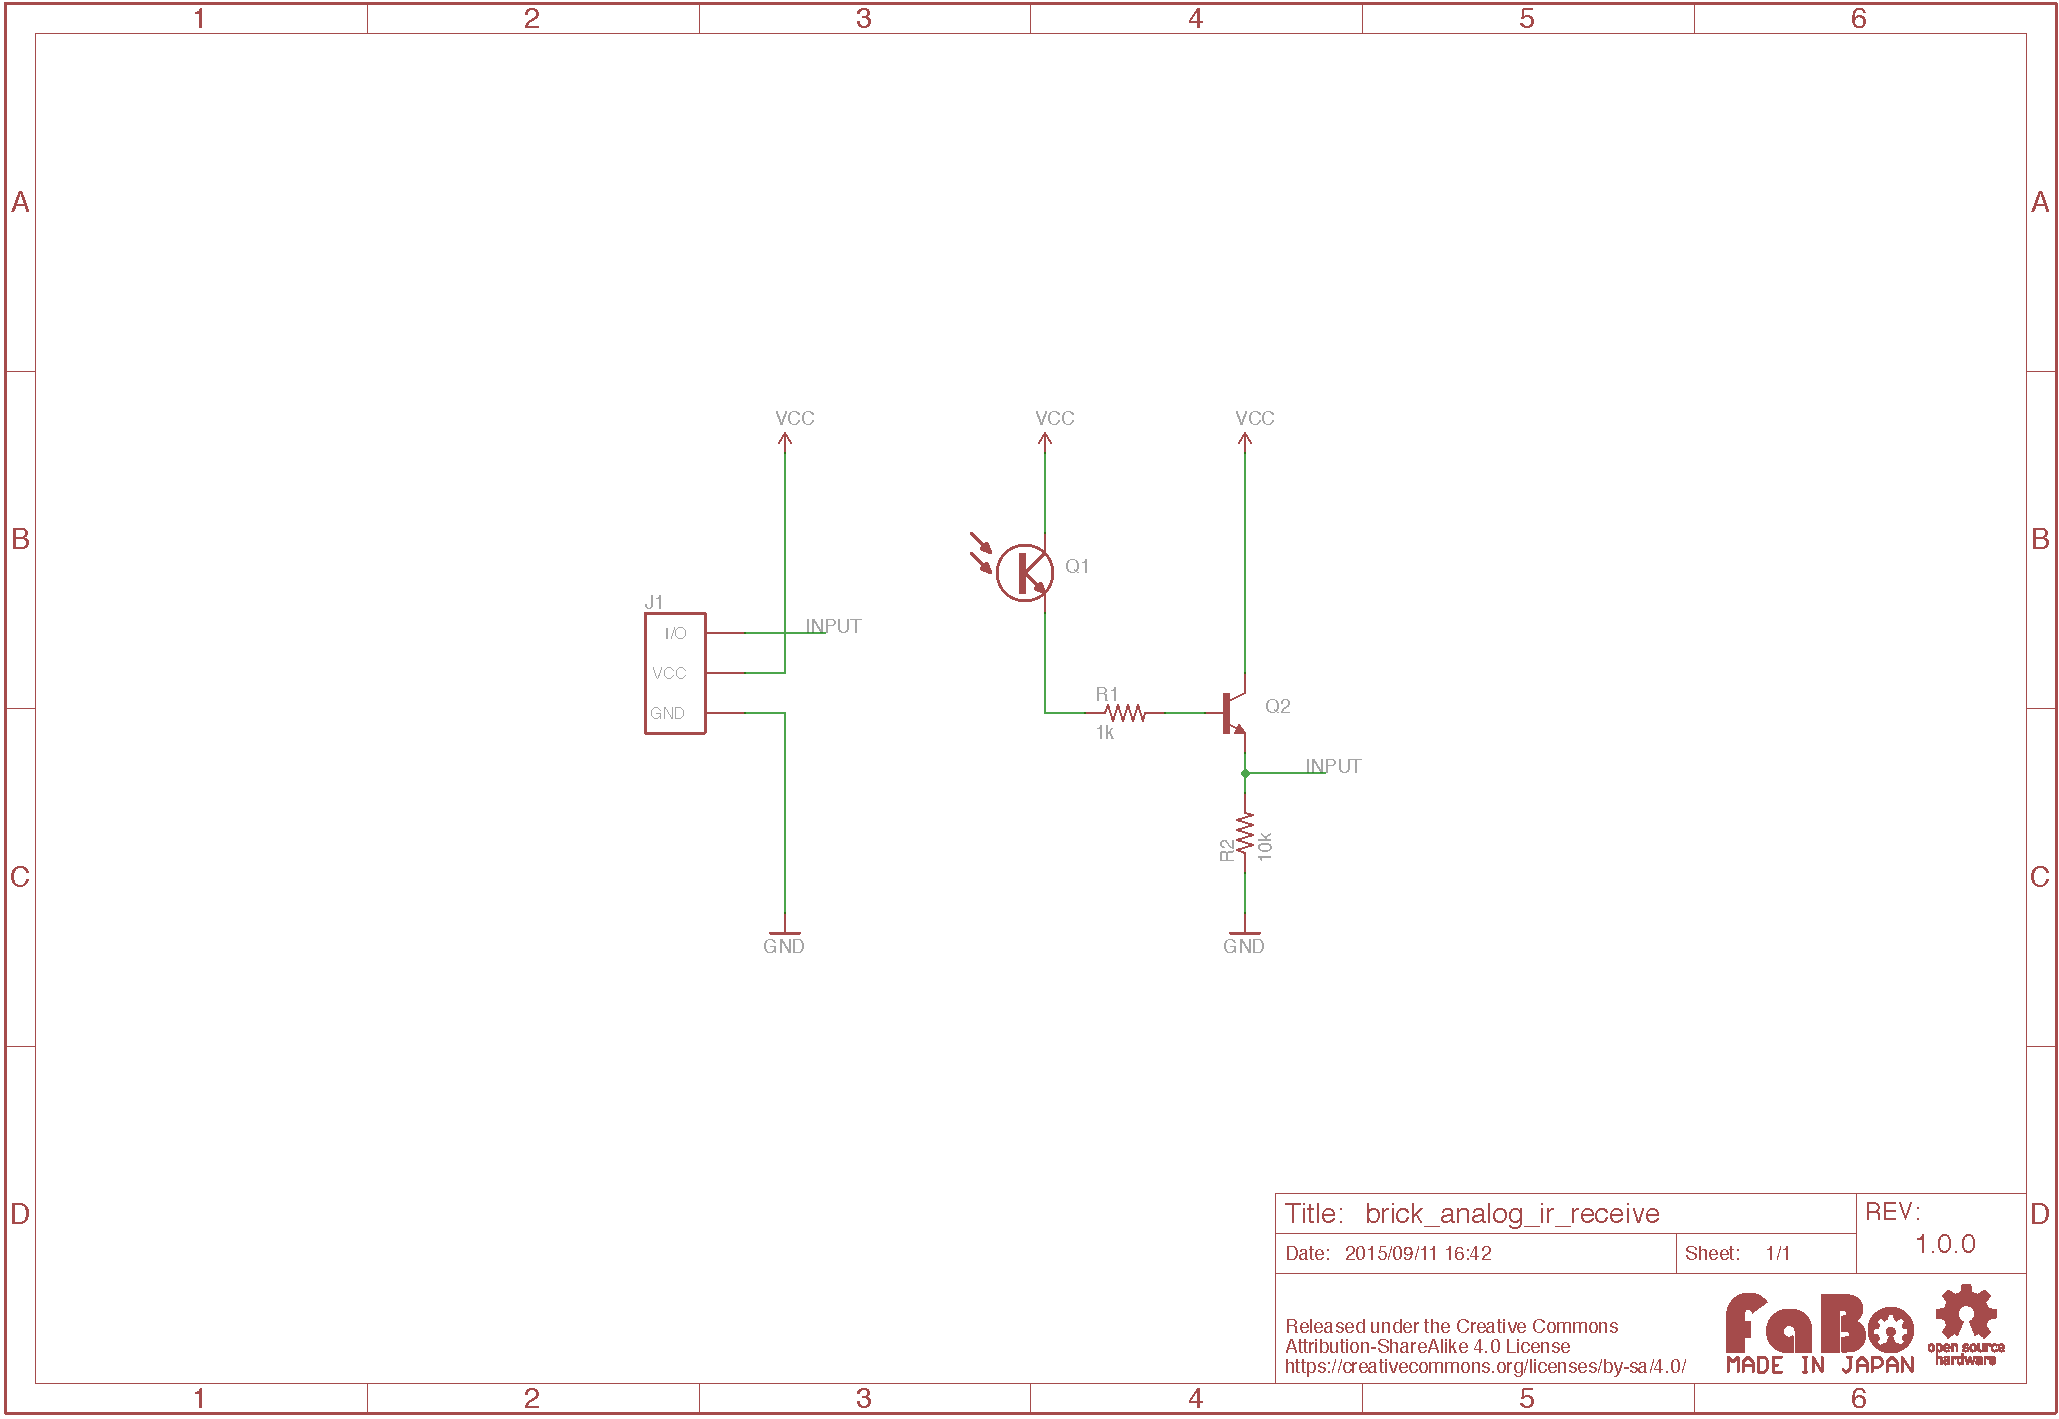 1 2 3 4 5 6
A A
VCC VCC VCC
B B
Q1
J1
I/O INPUT
VCC
GND
R1
1k
Q2
INPUT
R2 10k
C C
GND GND
D D
Title: brick_analog_ir_receive
REV:
1.0.0
Date: 2015/09/11 16:42
Sheet: 1/1
Released under the Creative Commons
Attribution-ShareAlike 4.0 License
https://creativecommons.org/licenses/by-sa/4.0/
FaBo
MADE IN JAPAN
open source
hardware
1 2 3 4 5 6